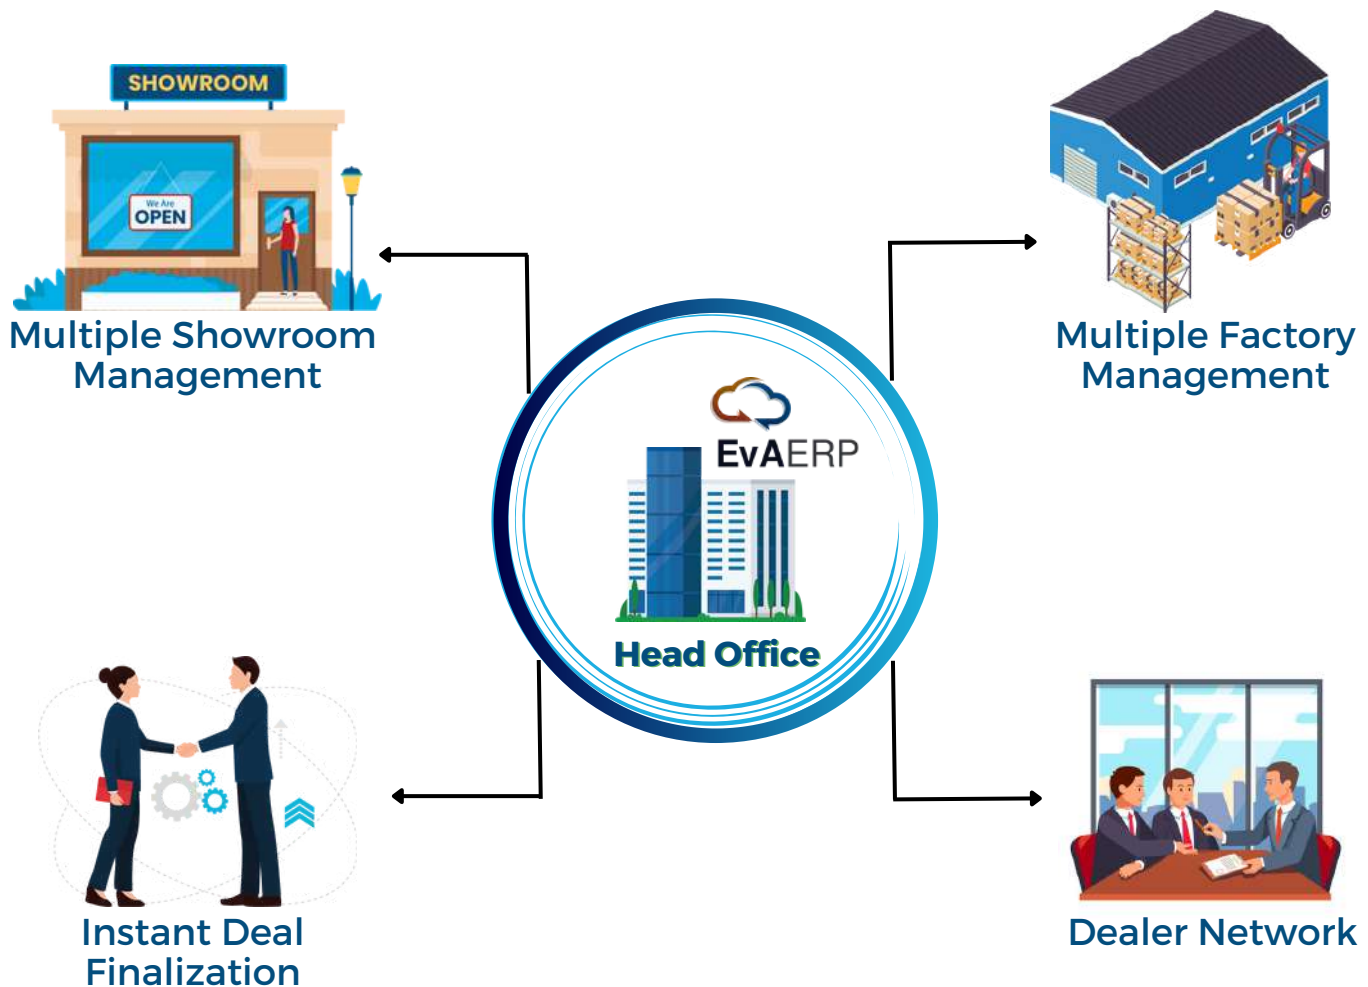 SHOWROOM
We Are
OPEN
Multiple Showroom
Management
Multiple Factory
Management
EvAERP
Head Office
Instant Deal
Finalization
Dealer Network